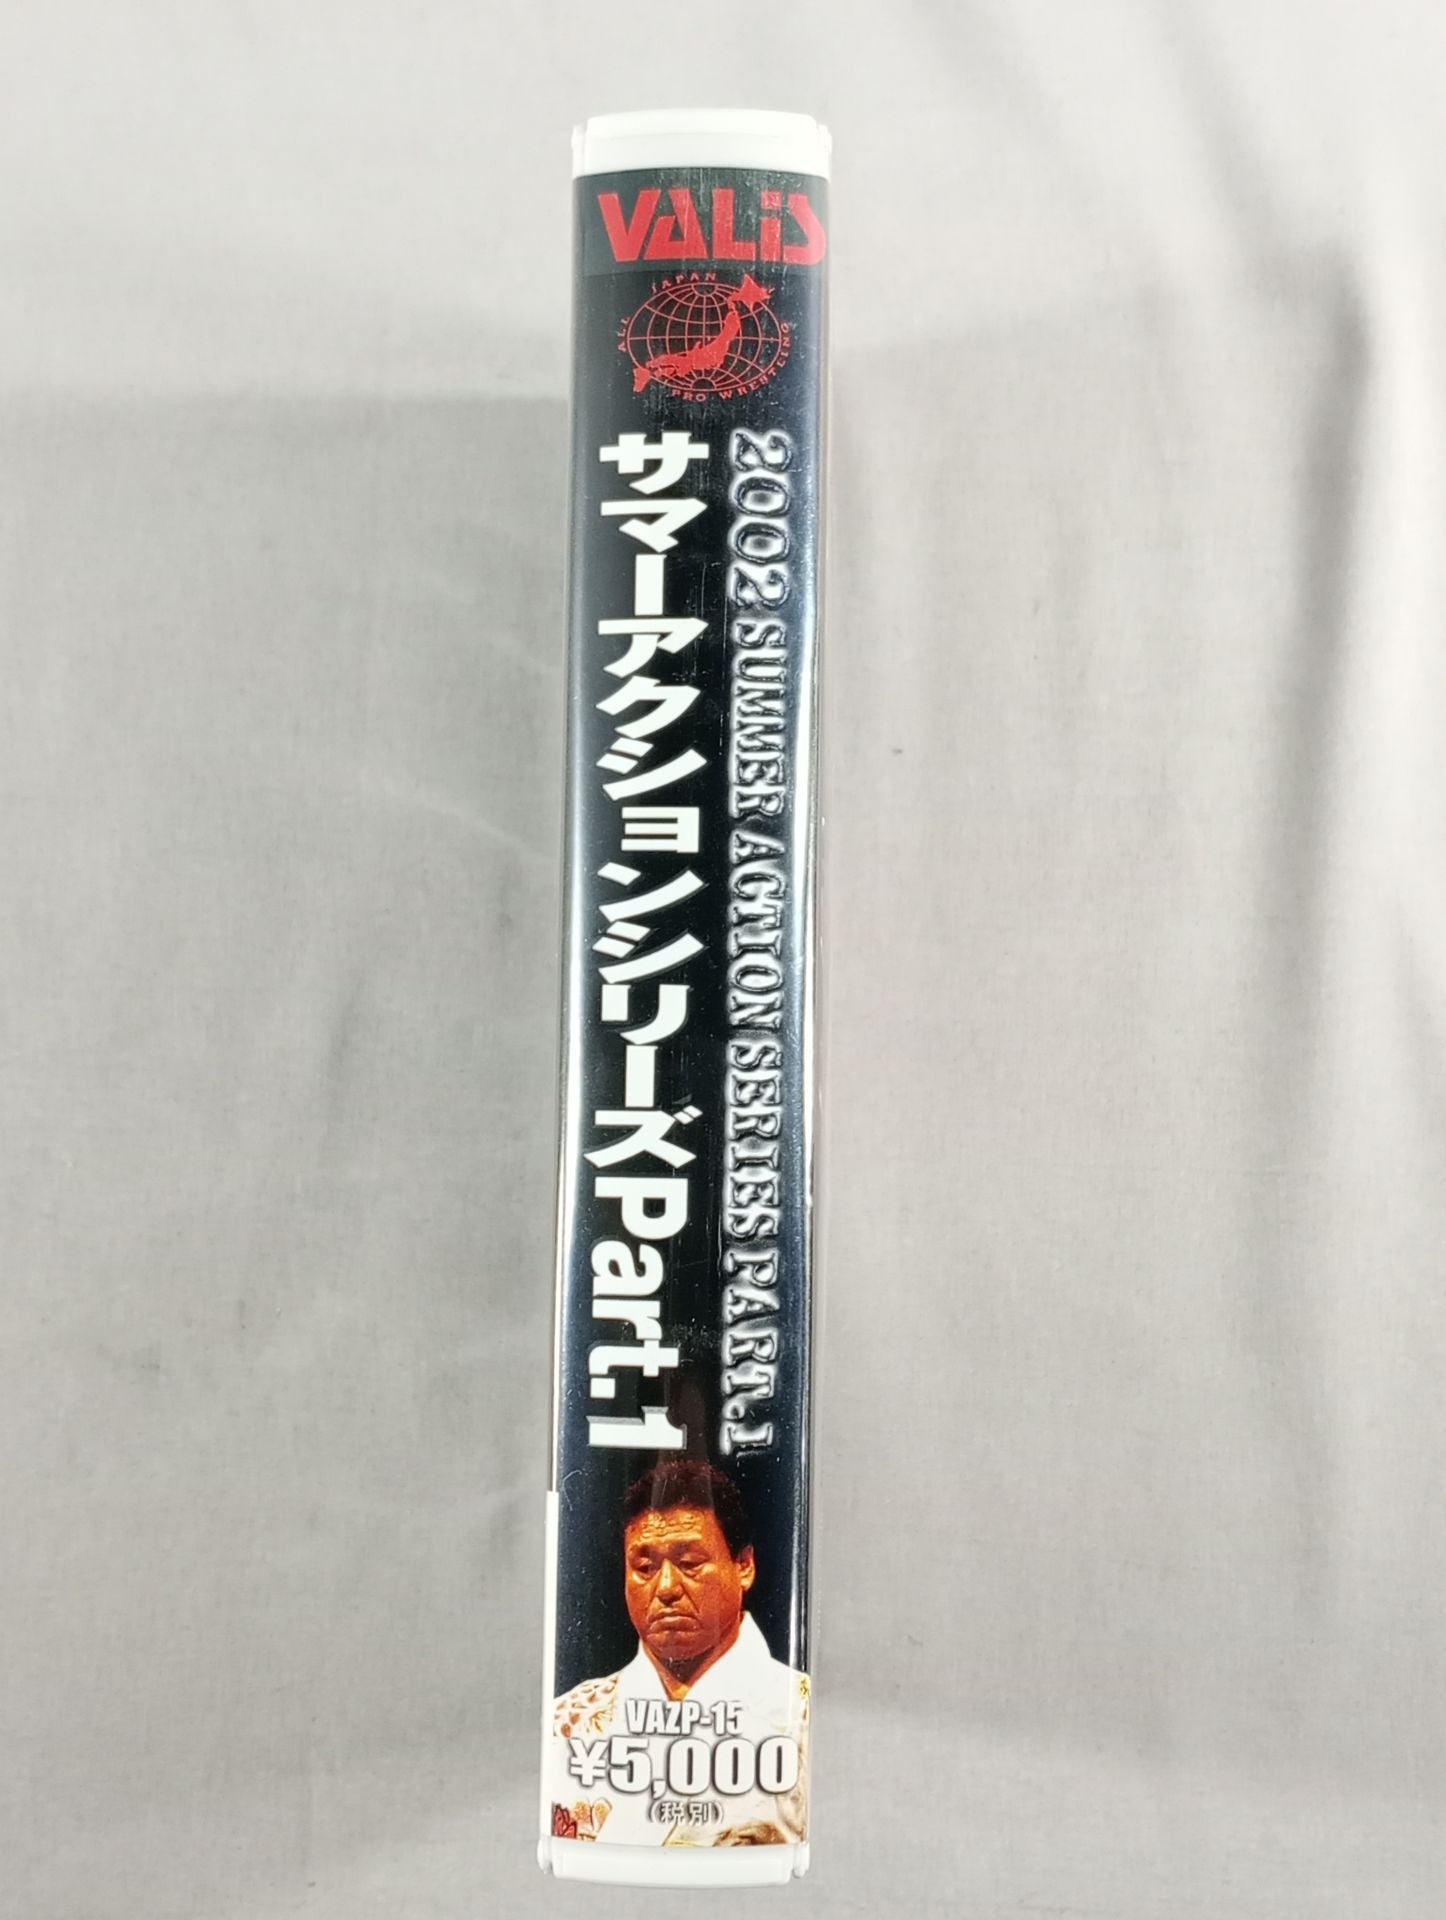 VALIS
ALL JAPAN PRO-WRESTLING
2002 SUMMER ACTION SERIES PART.1
サマーアクションシリーズPart.1
VAZP-15
¥5,000
(税別)